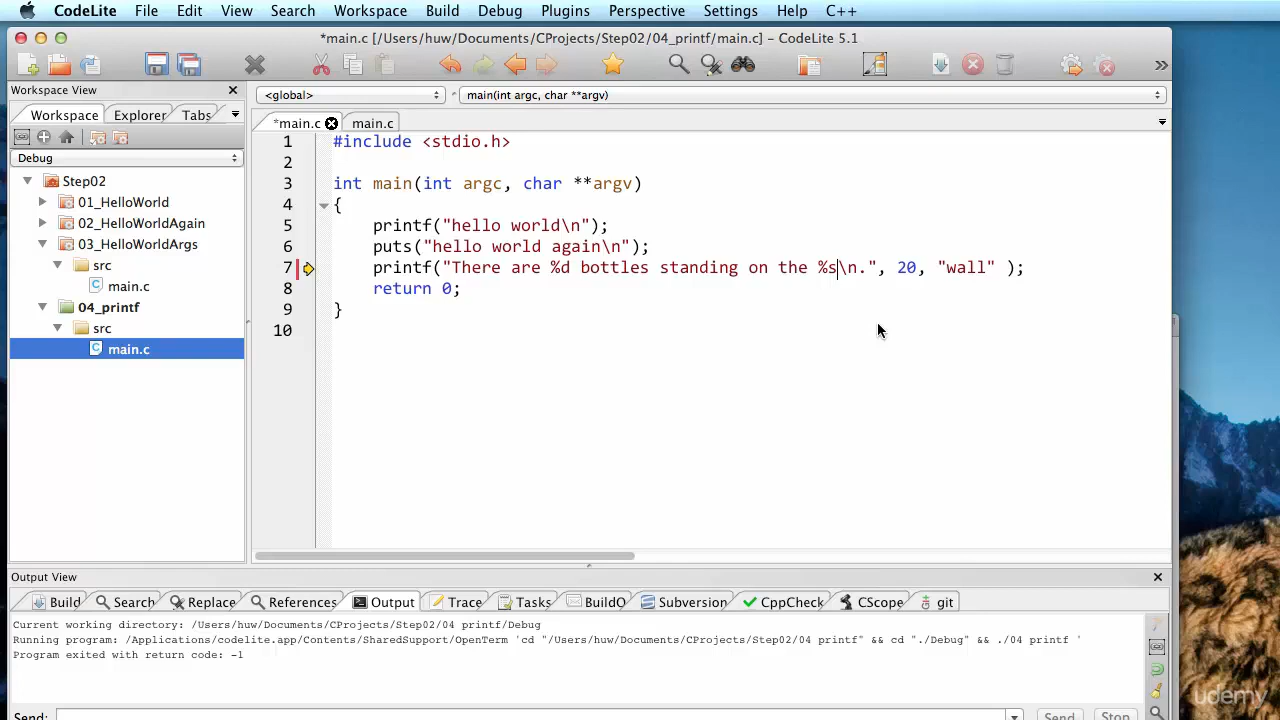 CodeLite File Edit View Search Workspace Build Debug Plugins Perspective Settings Help C++
*main.c [/Users/huw/Documents/CProjects/Step02/04_printf/main.c] – CodeLite 5.1
»
Workspace View
<global>
main(int argc, char **argv)
Workspace Explorer Tabs
*main.c main.c
Debug
Step02
01_HelloWorld
02_HelloWorldAgain
03_HelloWorldArgs
src
main.c
04_printf
src
main.c
1 #include <stdio.h>
2
3 int main(int argc, char **argv)
4 {
5 printf("hello world\n");
6 puts("hello world again\n");
7 printf("There are %d bottles standing on the %s\n.", 20, "wall" );
8 return 0;
9 }
10
Output View
Build Search Replace References Output Trace Tasks BuildQ Subversion CppCheck CScope git
Current working directory: /Users/huw/Documents/CProjects/Step02/04 printf/Debug
Running program: /Applications/codelite.app/Contents/SharedSupport/OpenTerm 'cd "/Users/huw/Documents/CProjects/Step02/04 printf" && cd "./Debug" && ./04 printf '
Program exited with return code: -1
Send: Send Stop
udemy